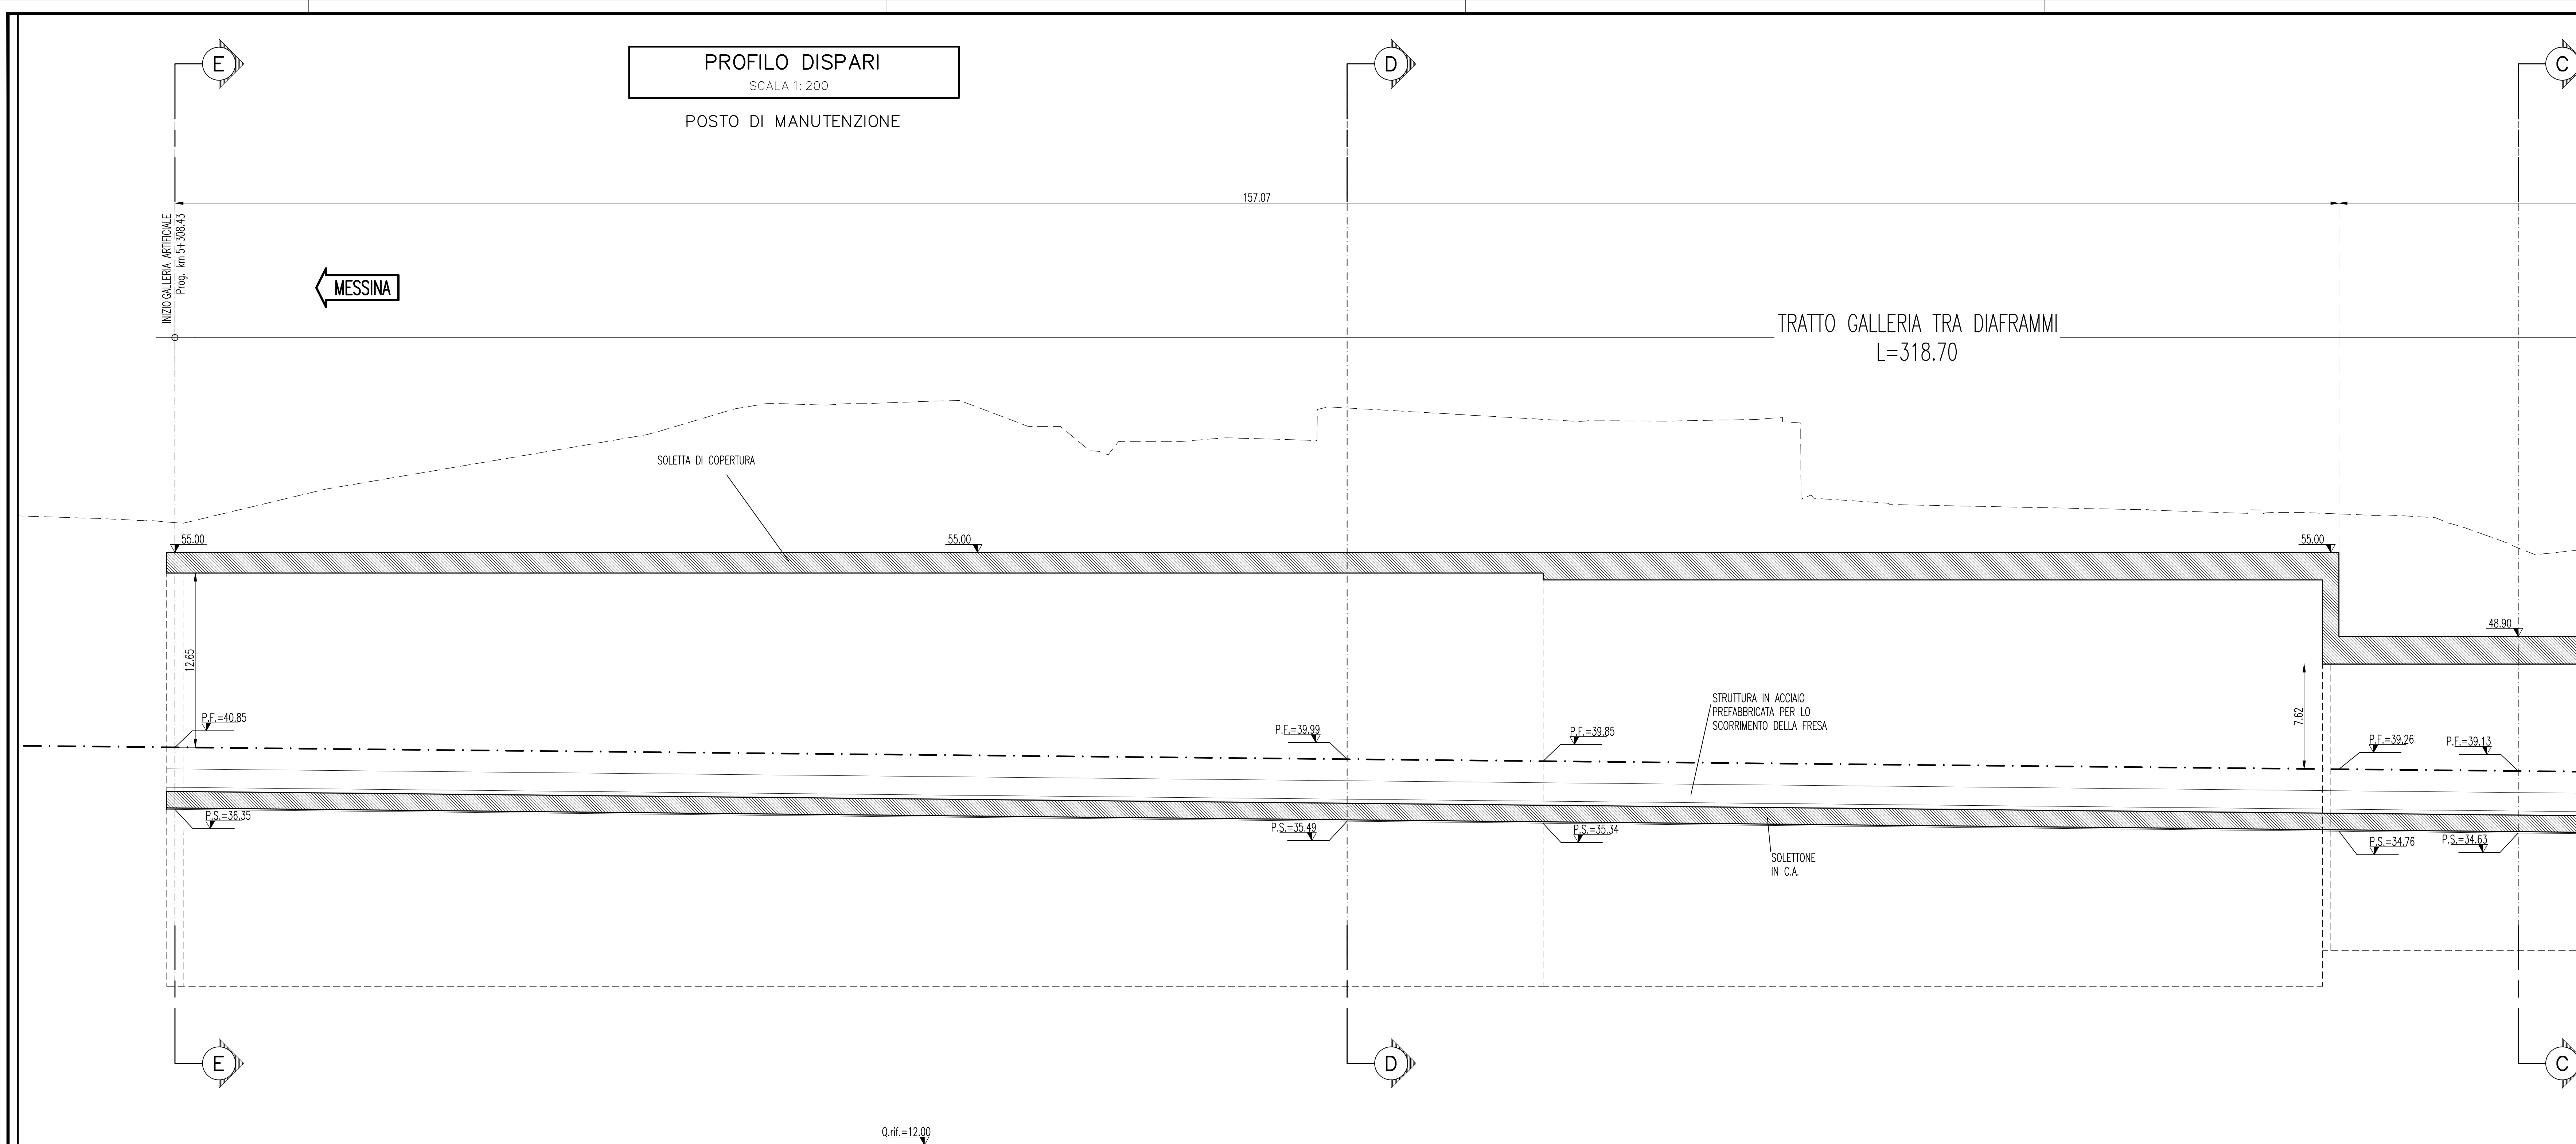 E
PROFILO DISPARI
SCALA 1:200
POSTO DI MANUTENZIONE
D
C
157.07
INIZIO GALLERIA ARTIFICIALE
Prog. km 5+308.43
MESSINA
TRATTO GALLERIA TRA DIAFRAMMI
L=318.70
SOLETTA DI COPERTURA
55.00
55.00
55.00
48.90
12.65
7.62
STRUTTURA IN ACCIAIO
PREFABBRICATA PER LO
SCORRIMENTO DELLA FRESA
P.F.=40.85
P.F.=39.99
P.F.=39.85
P.F.=39.26
P.F.=39.13
P.S.=36.35
P.S.=35.49
P.S.=35.34
P.S.=34.76
P.S.=34.63
SOLETTONE
IN C.A.
E
D
C
Q.rif.=12.00